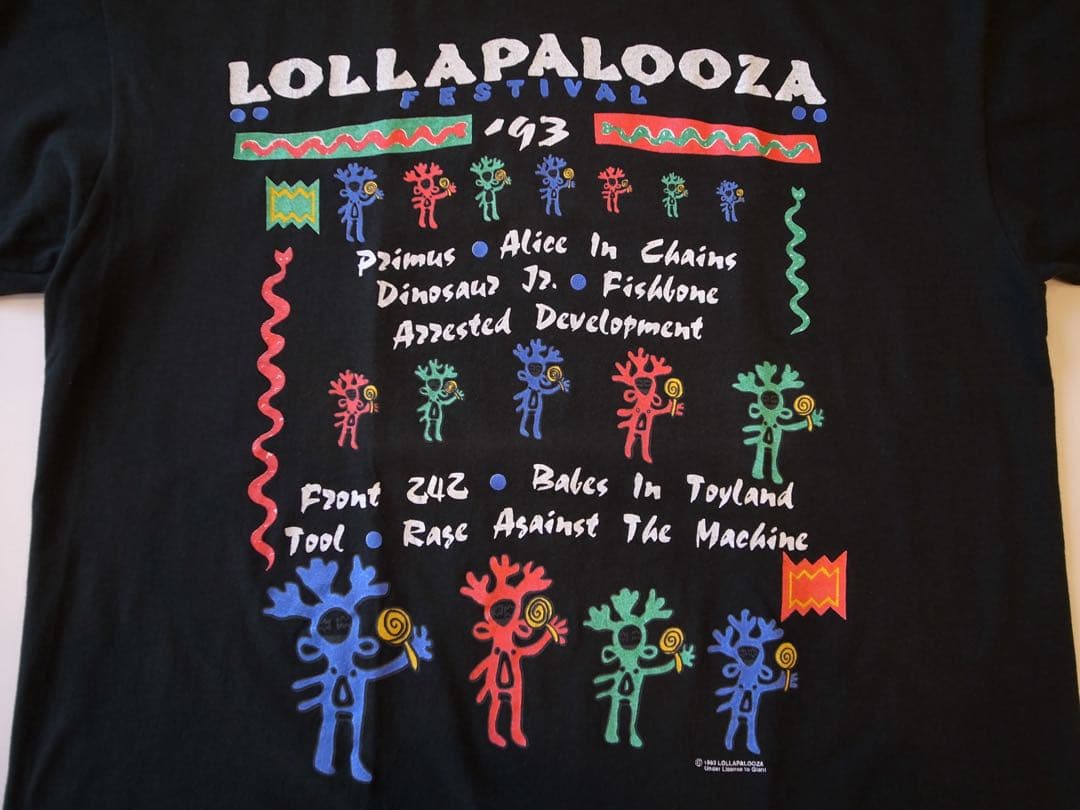 LOLLAPALOOZA
FESTIVAL
'93
Primus • Alice In Chains
Dinosaur Jr. • Fishbone
Arrested Development
Front 242 • Babes In Toyland
Tool • Rage Against The Machine
© 1993 LOLLAPALOOZA
Under License to Giant